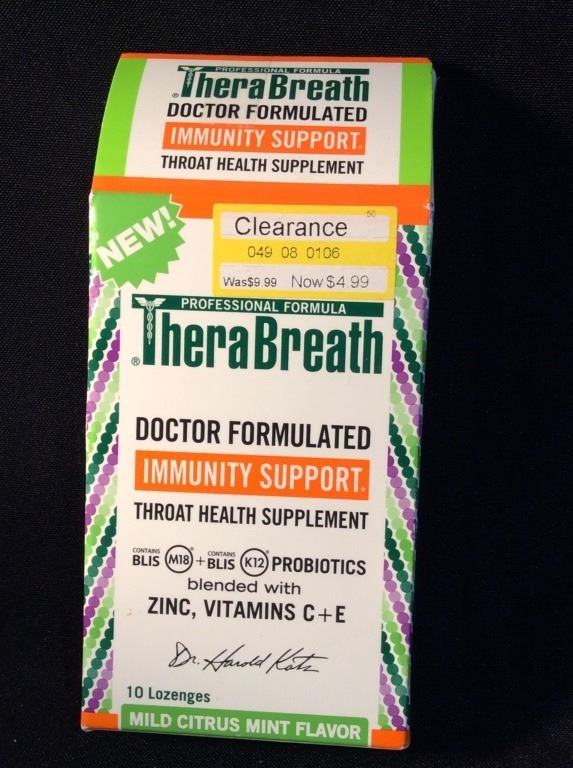 PROFESSIONAL FORMULA
TheraBreath®
DOCTOR FORMULATED
IMMUNITY SUPPORT®
THROAT HEALTH SUPPLEMENT
NEW!
50
Clearance
049 08 0106
Was$9.99 Now $4 99
PROFESSIONAL FORMULA
®TheraBreath
DOCTOR FORMULATED
IMMUNITY SUPPORT®
THROAT HEALTH SUPPLEMENT
CONTAINS BLIS M18® + CONTAINS BLIS K12® PROBIOTICS
blended with
ZINC, VITAMINS C+E
Dr. Harold Katz
10 Lozenges
MILD CITRUS MINT FLAVOR